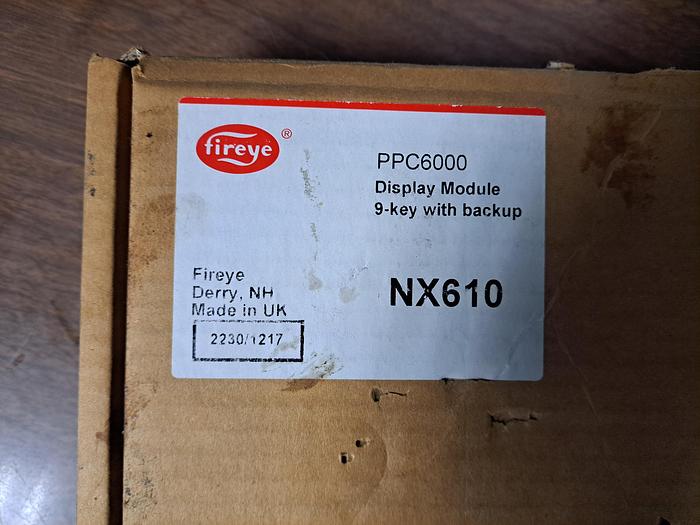 fireye®
PPC6000
Display Module
9-key with backup
Fireye
Derry, NH
Made in UK
NX610
2230/1217